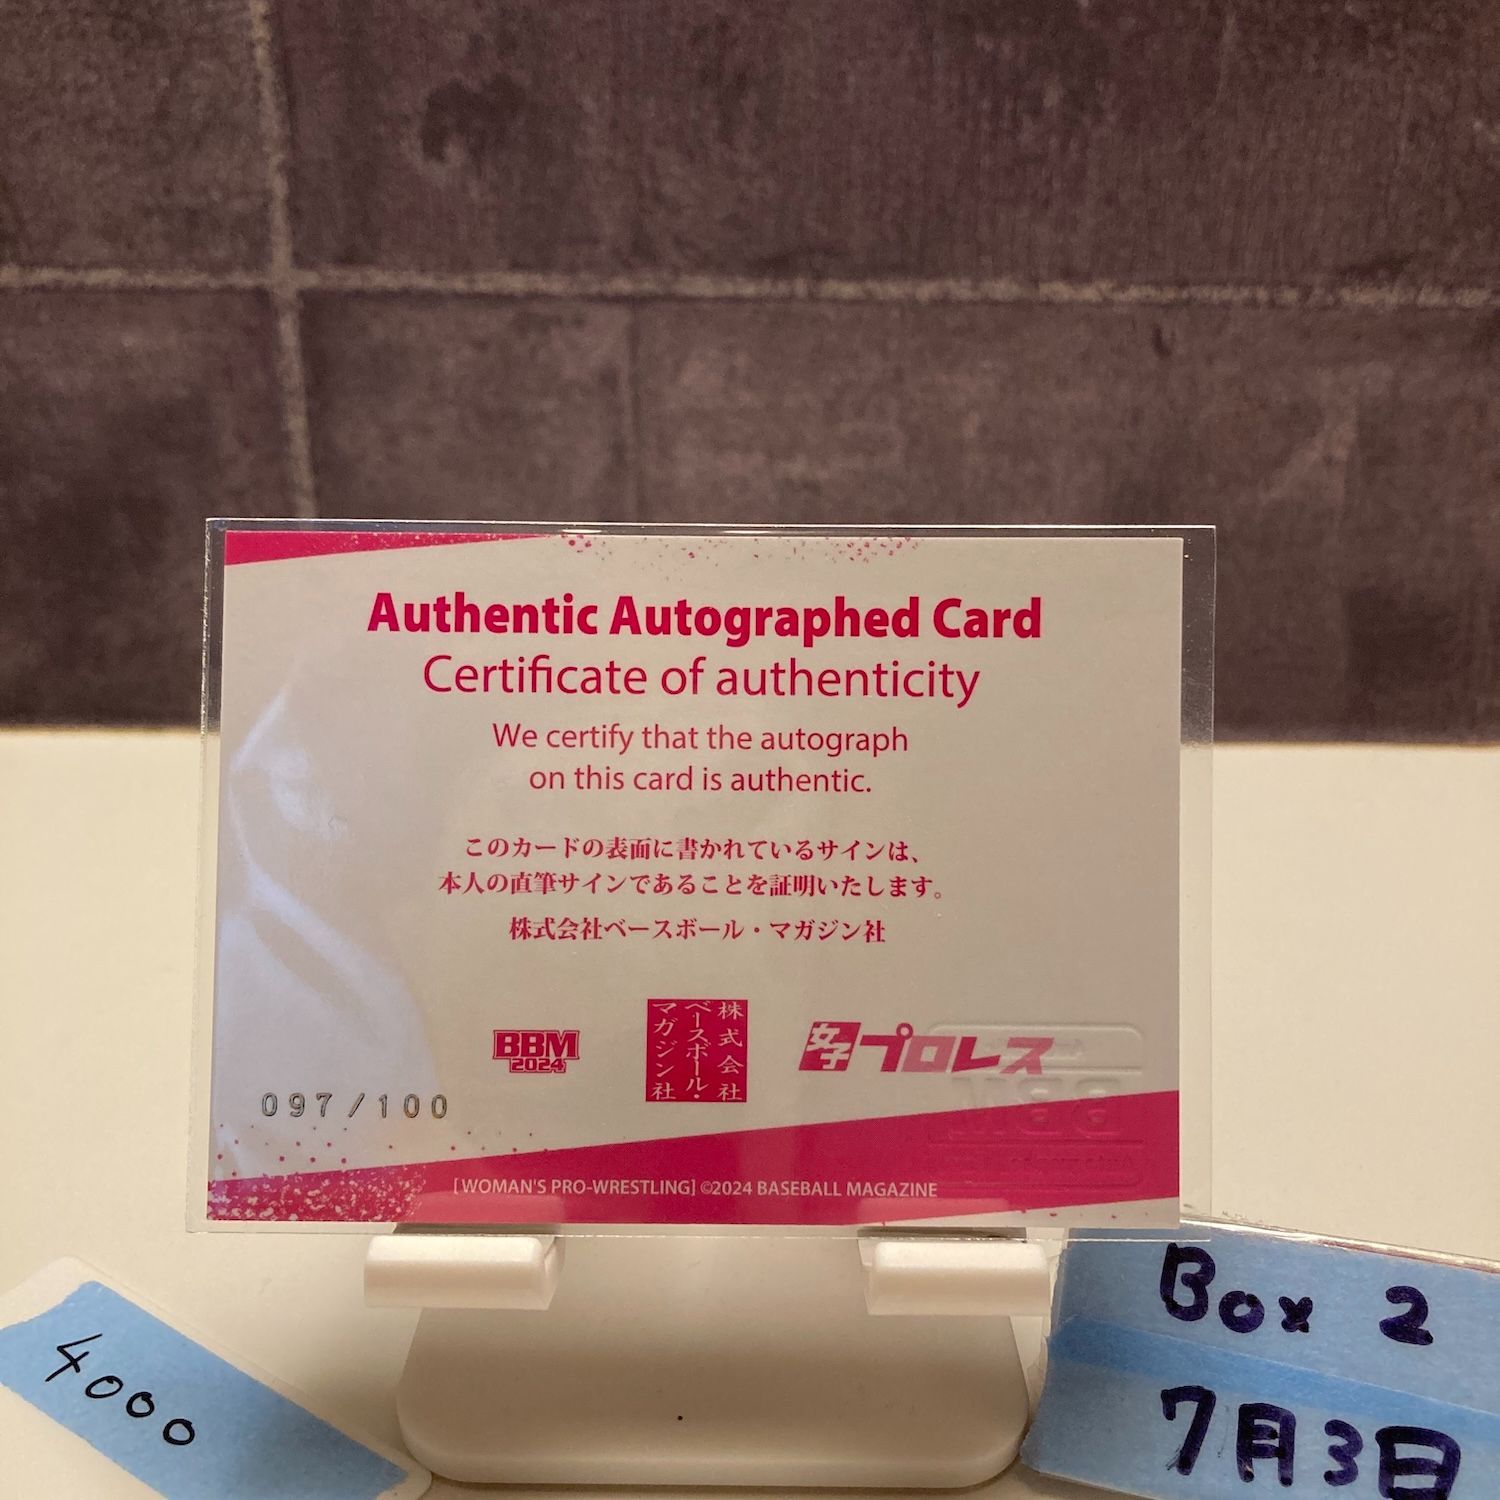 Authentic Autographed Card
Certificate of authenticity
We certify that the autograph
on this card is authentic.
このカードの表面に書かれているサインは、
本人の直筆サインであることを証明いたします。
株式会社ベースボール・マガジン社
BBM
2024
株式会社
ベースボール・
マガジン社
女子プロレス
097/100
BBM
[WOMAN'S PRO-WRESTLING] ©2024 BASEBALL MAGAZINE
4000
Box 2
7月3日